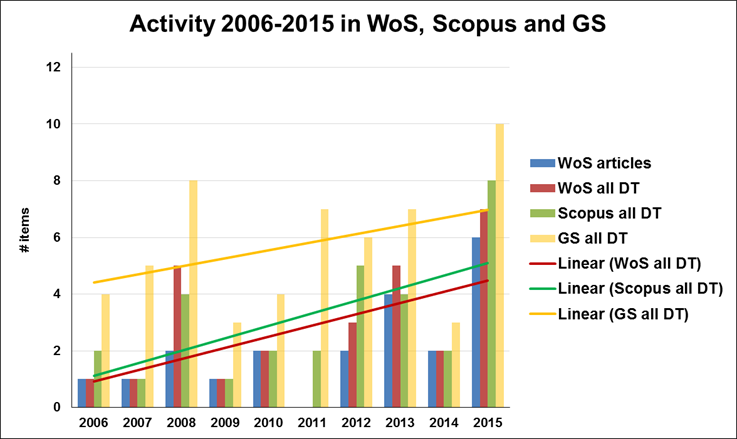 Activity 2006-2015 in WoS, Scopus and GS
12
10
8
6
4
2
0
# items
2006 2007 2008 2009 2010 2011 2012 2013 2014 2015
WoS articles
WoS all DT
Scopus all DT
GS all DT
Linear (WoS all DT)
Linear (Scopus all DT)
Linear (GS all DT)